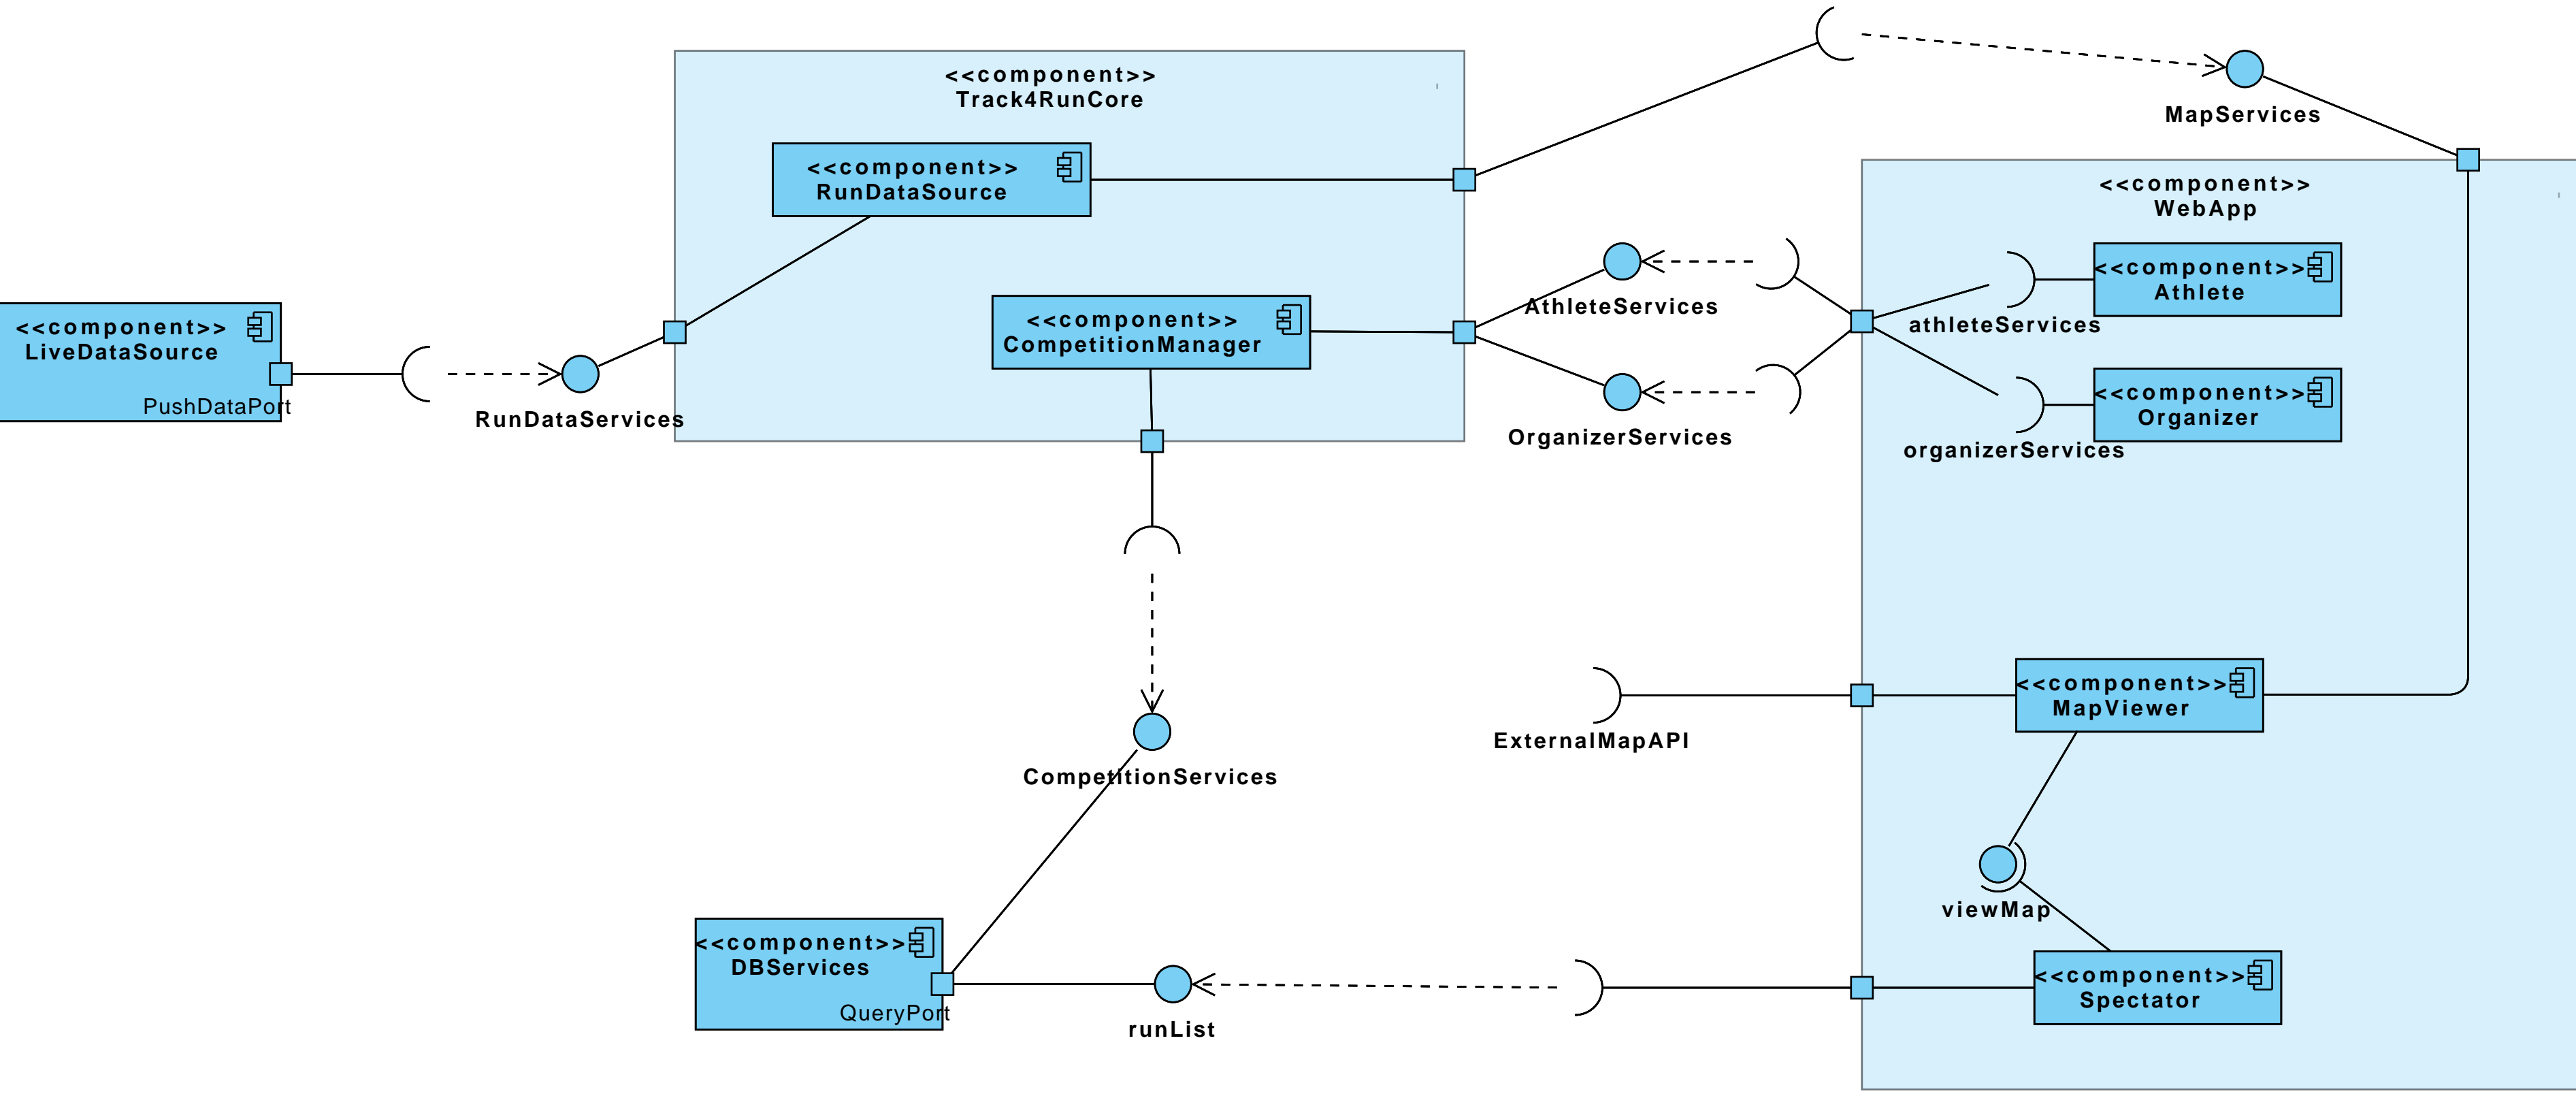 <<component>>
Track4RunCore
MapServices
<<component>>
RunDataSource
<<component>>
WebApp
<<component>>
Athlete
AthleteServices
athleteServices
<<component>>
LiveDataSource
PushDataPort
RunDataServices
<<component>>
CompetitionManager
OrganizerServices
<<component>>
Organizer
organizerServices
<<component>>
MapViewer
ExternalMapAPI
CompetitionServices
viewMap
<<component>>
DBServices
QueryPort
runList
<<component>>
Spectator